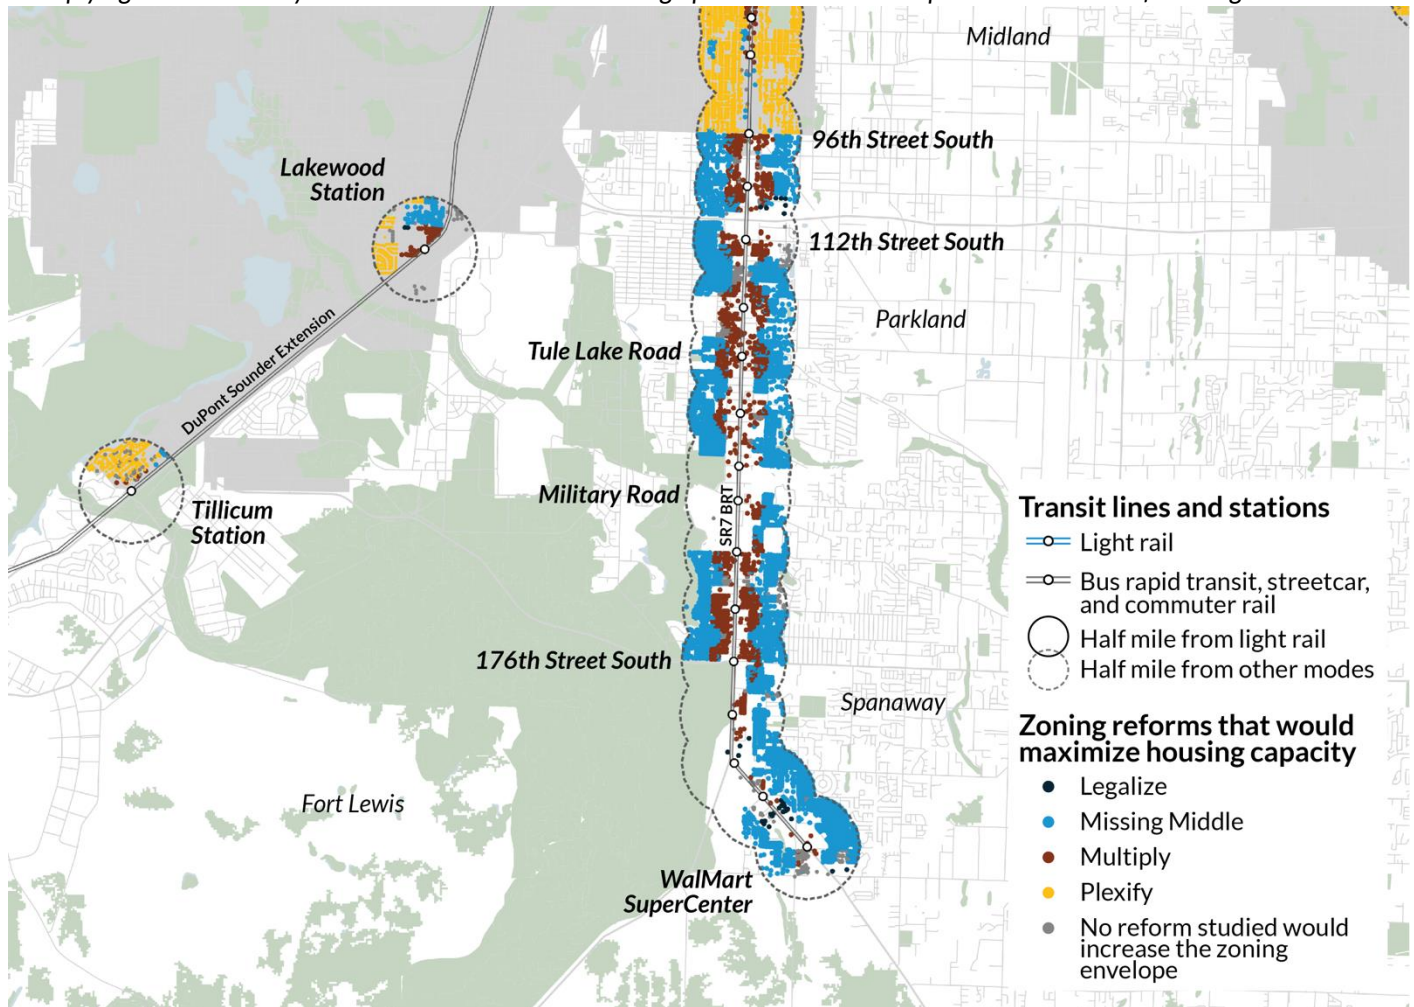 Midland
96th Street South
Lakewood
Station
112th Street South
Parkland
Tule Lake Road
DuPont Sounder Extension
Military Road
SR7 BRT
Tillicum
Station
176th Street South
Spanaway
Fort Lewis
WalMart
SuperCenter
Transit lines and stations
Light rail
Bus rapid transit, streetcar,
and commuter rail
Half mile from light rail
Half mile from other modes
Zoning reforms that would
maximize housing capacity
Legalize
Missing Middle
Multiply
Plexify
No reform studied would
increase the zoning
envelope